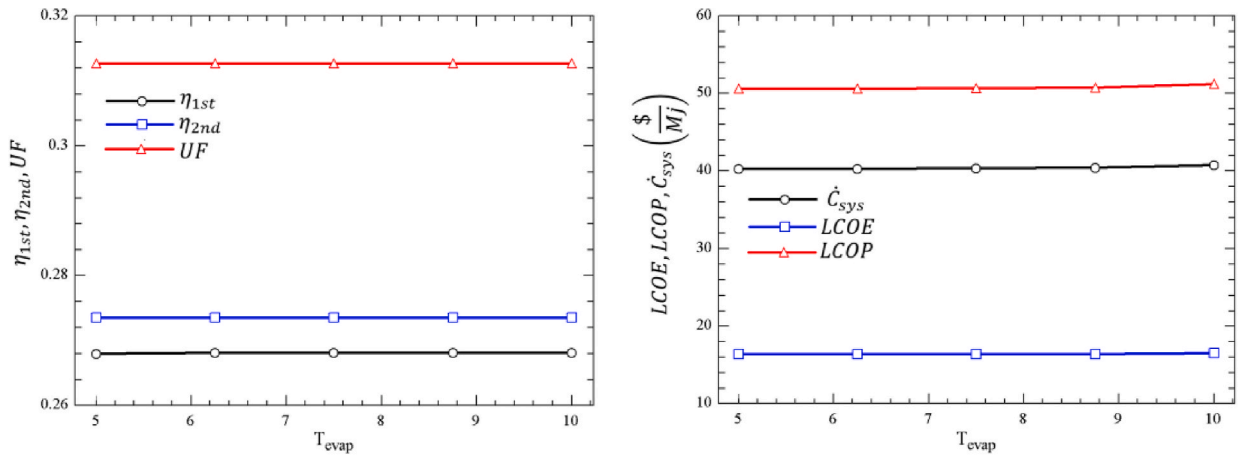 0.32
0.3
0.28
0.26
η1st, η2nd, UF
η1st
η2nd
UF
5 6 7 8 9 10
Tevap
60
50
40
30
20
10
LCOE, LCOP, Ċsys ($/Mj)
Ċsys
LCOE
LCOP
5 6 7 8 9 10
Tevap